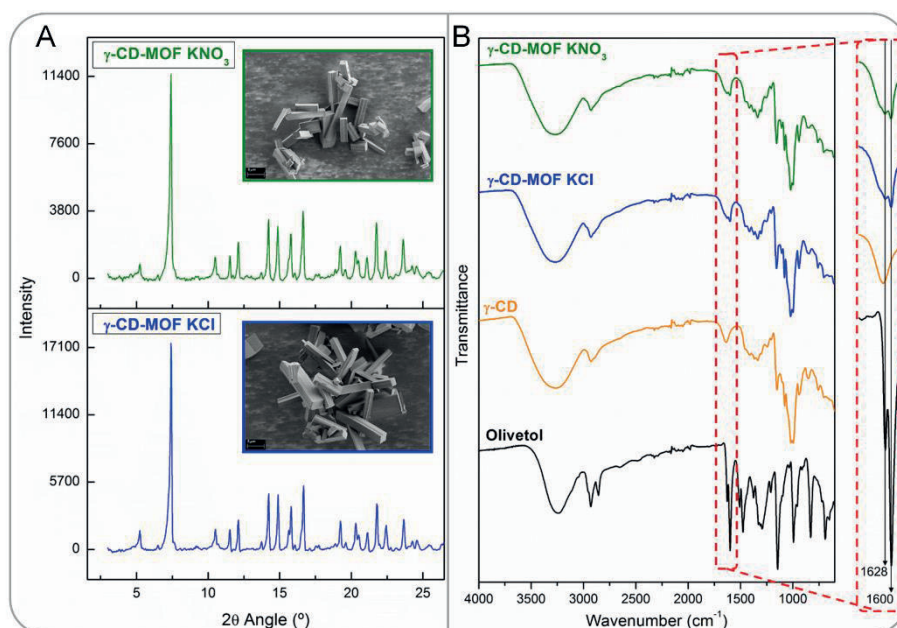 A
γ-CD-MOF KNO₃
11400
7600
3800
0
γ-CD-MOF KCl
17100
11400
5700
0
Intensity
5
10
15
20
25
2θ Angle (º)
B
γ-CD-MOF KNO₃
γ-CD-MOF KCl
γ-CD
Olivetol
Transmittance
4000
3500
3000
2500
2000
1500
1000
Wavenumber (cm⁻¹)
1628
1600